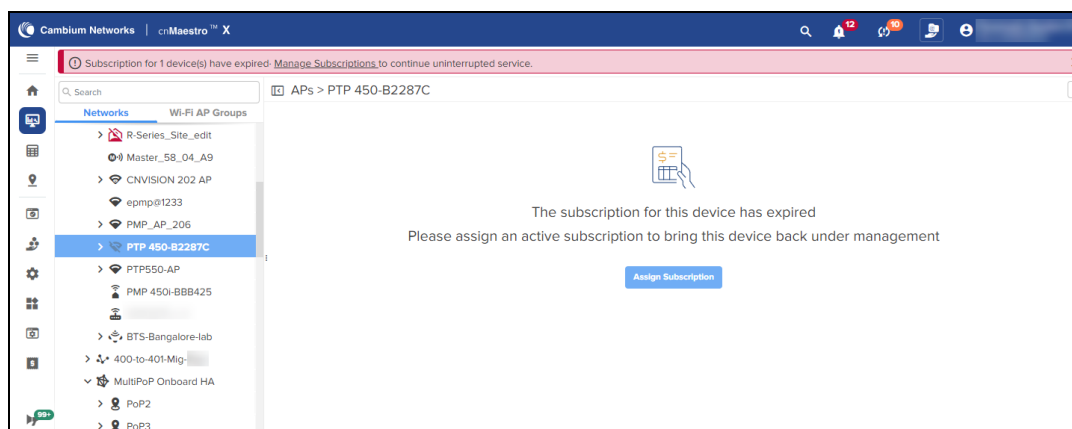 Cambium Networks | cnMaestro™ X
12
10
Subscription for 1 device(s) have expired- Manage Subscriptions to continue uninterrupted service.
Search
APs > PTP 450-B2287C
Networks
Wi-Fi AP Groups
R-Series_Site_edit
Master_58_04_A9
CNVISION 202 AP
epmp@1233
PMP_AP_206
PTP 450-B2287C
PTP550-AP
PMP 450i-BBB425
BTS-Bangalore-lab
400-to-401-Mig-
MultiPoP Onboard HA
PoP2
PoP3
99+
The subscription for this device has expired
Please assign an active subscription to bring this device back under management
Assign Subscription